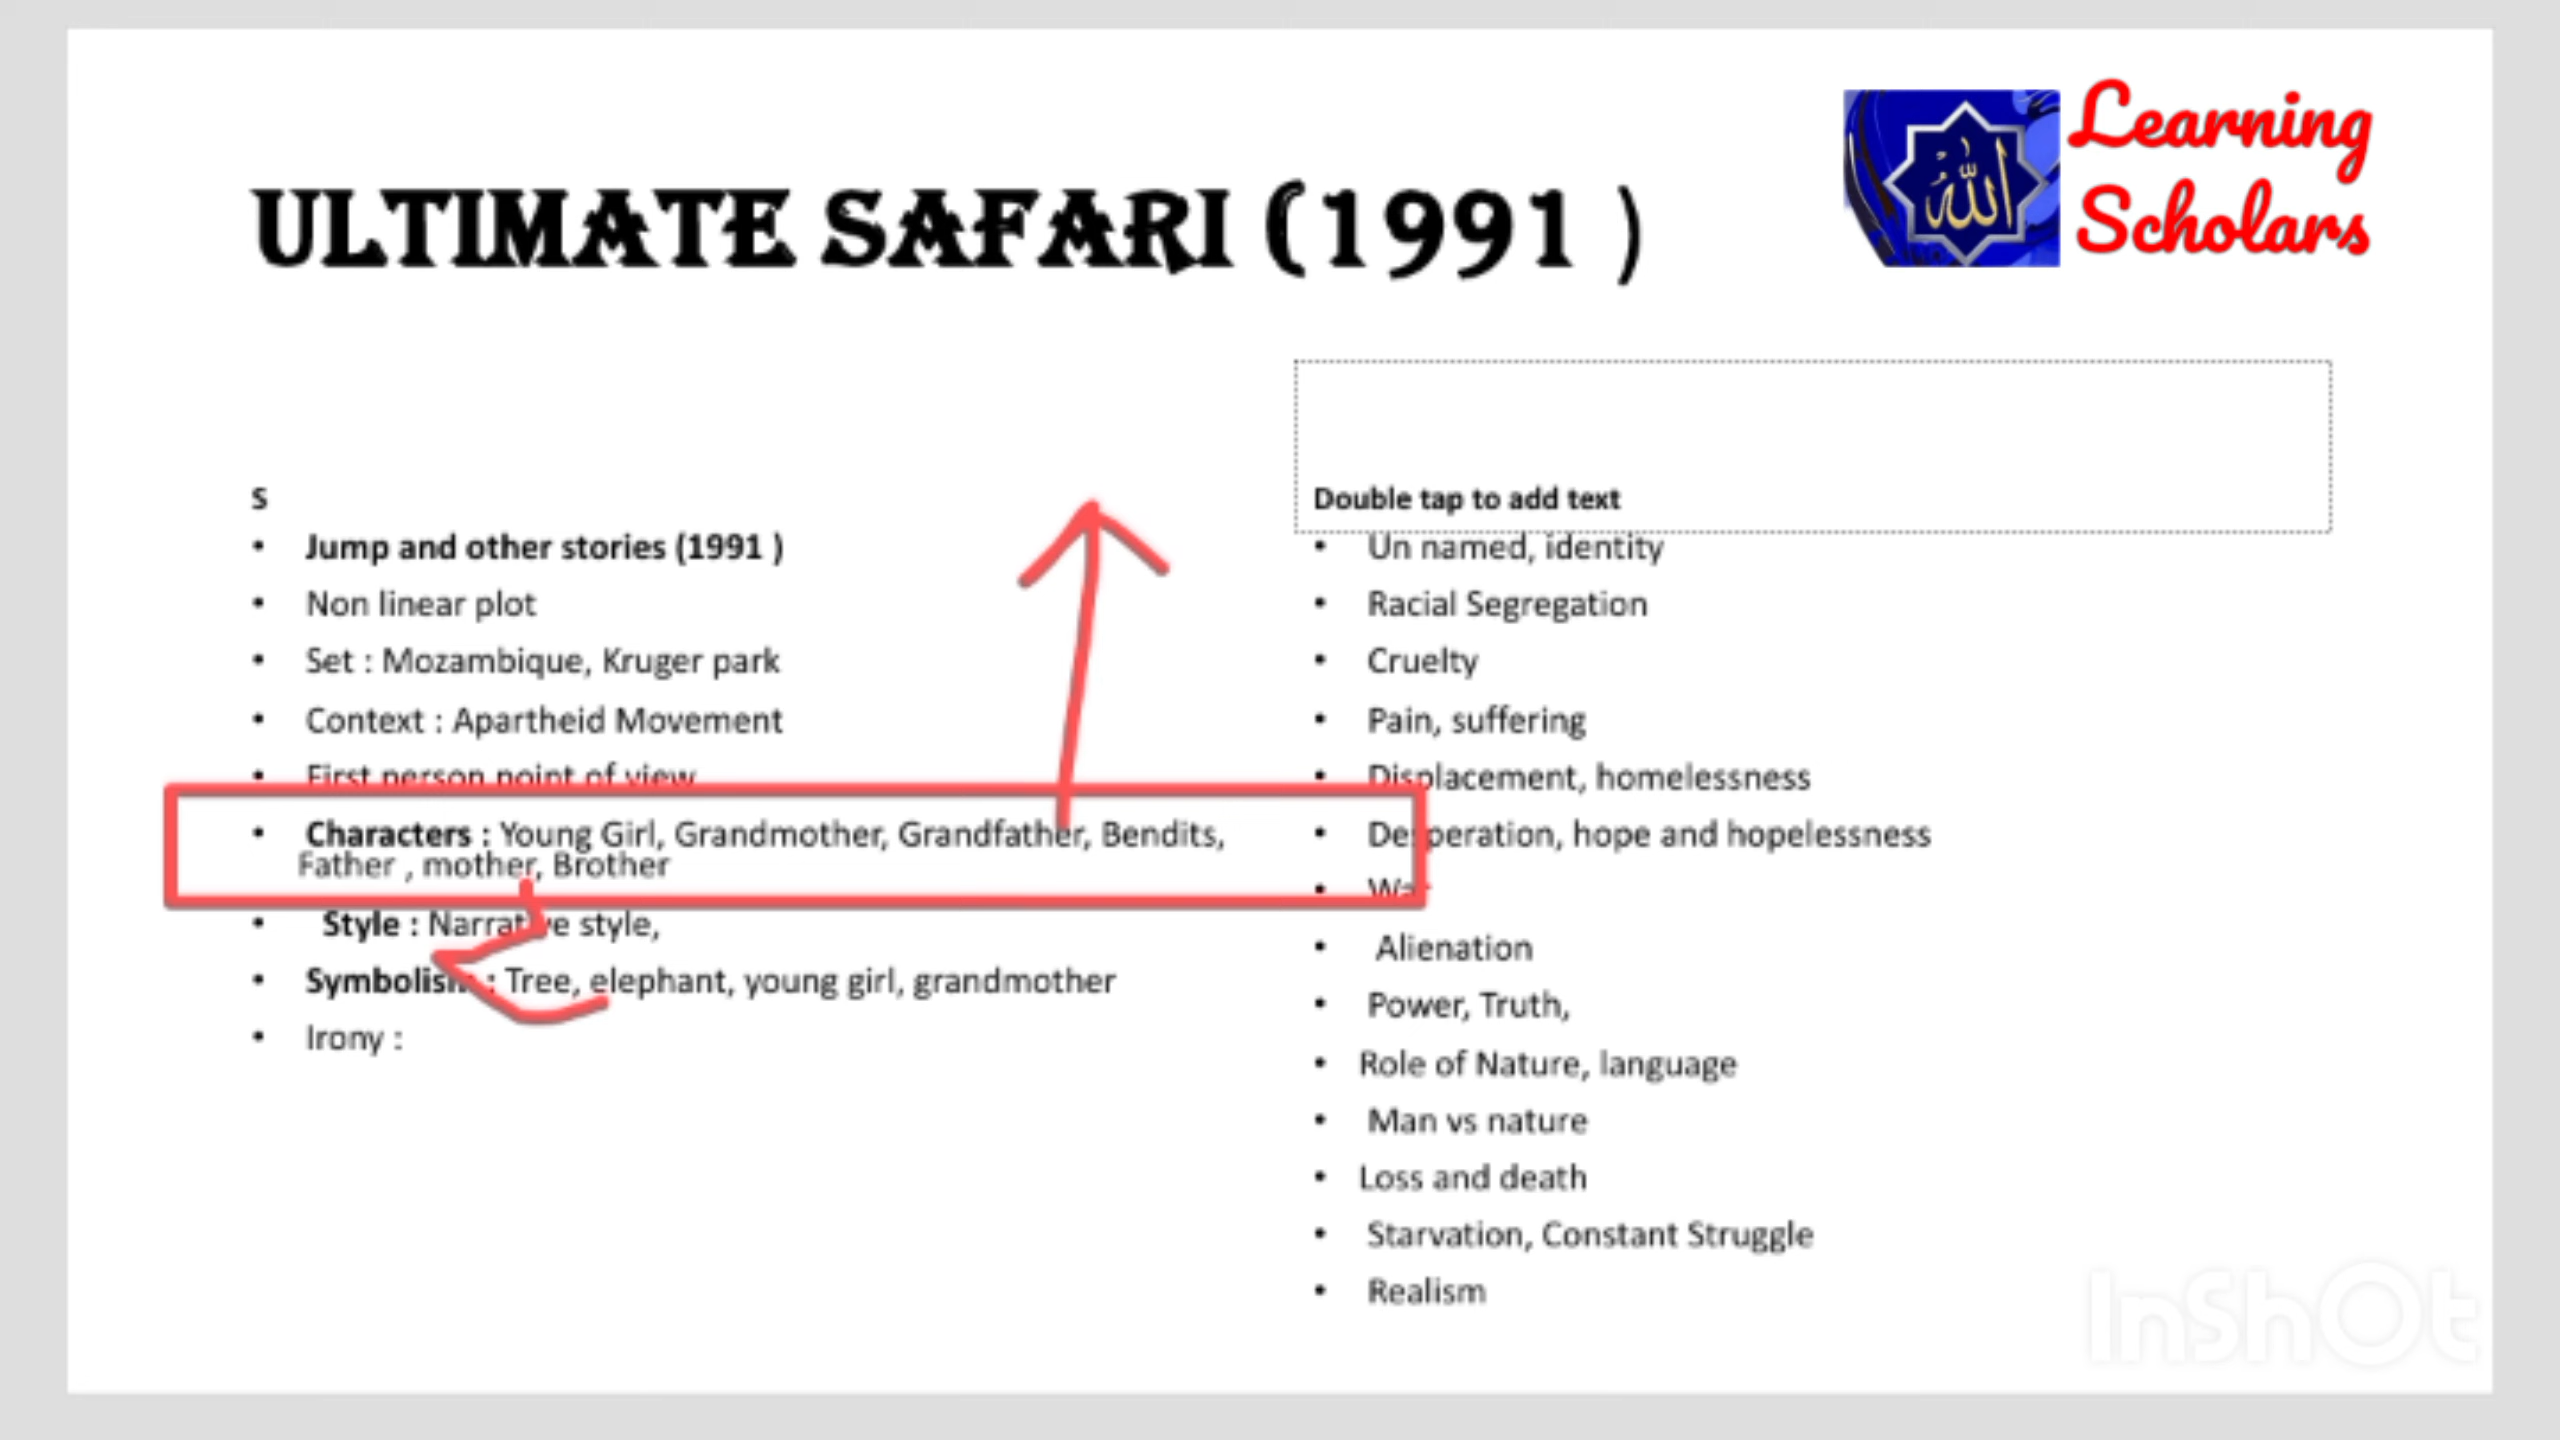 ULTIMATE SAFARI (1991 )
الله
Learning
Scholars
S
• Jump and other stories (1991 )
• Non linear plot
• Set : Mozambique, Kruger park
• Context : Apartheid Movement
• First person point of view
• Characters : Young Girl, Grandmother, Grandfather, Bendits,
Father , mother, Brother
• Style : Narrative style,
• Symbolism : Tree, elephant, young girl, grandmother
• Irony :
Double tap to add text
• Un named, identity
• Racial Segregation
• Cruelty
• Pain, suffering
• Displacement, homelessness
• Desperation, hope and hopelessness
• War
• Alienation
• Power, Truth,
• Role of Nature, language
• Man vs nature
• Loss and death
• Starvation, Constant Struggle
• Realism
InShOt